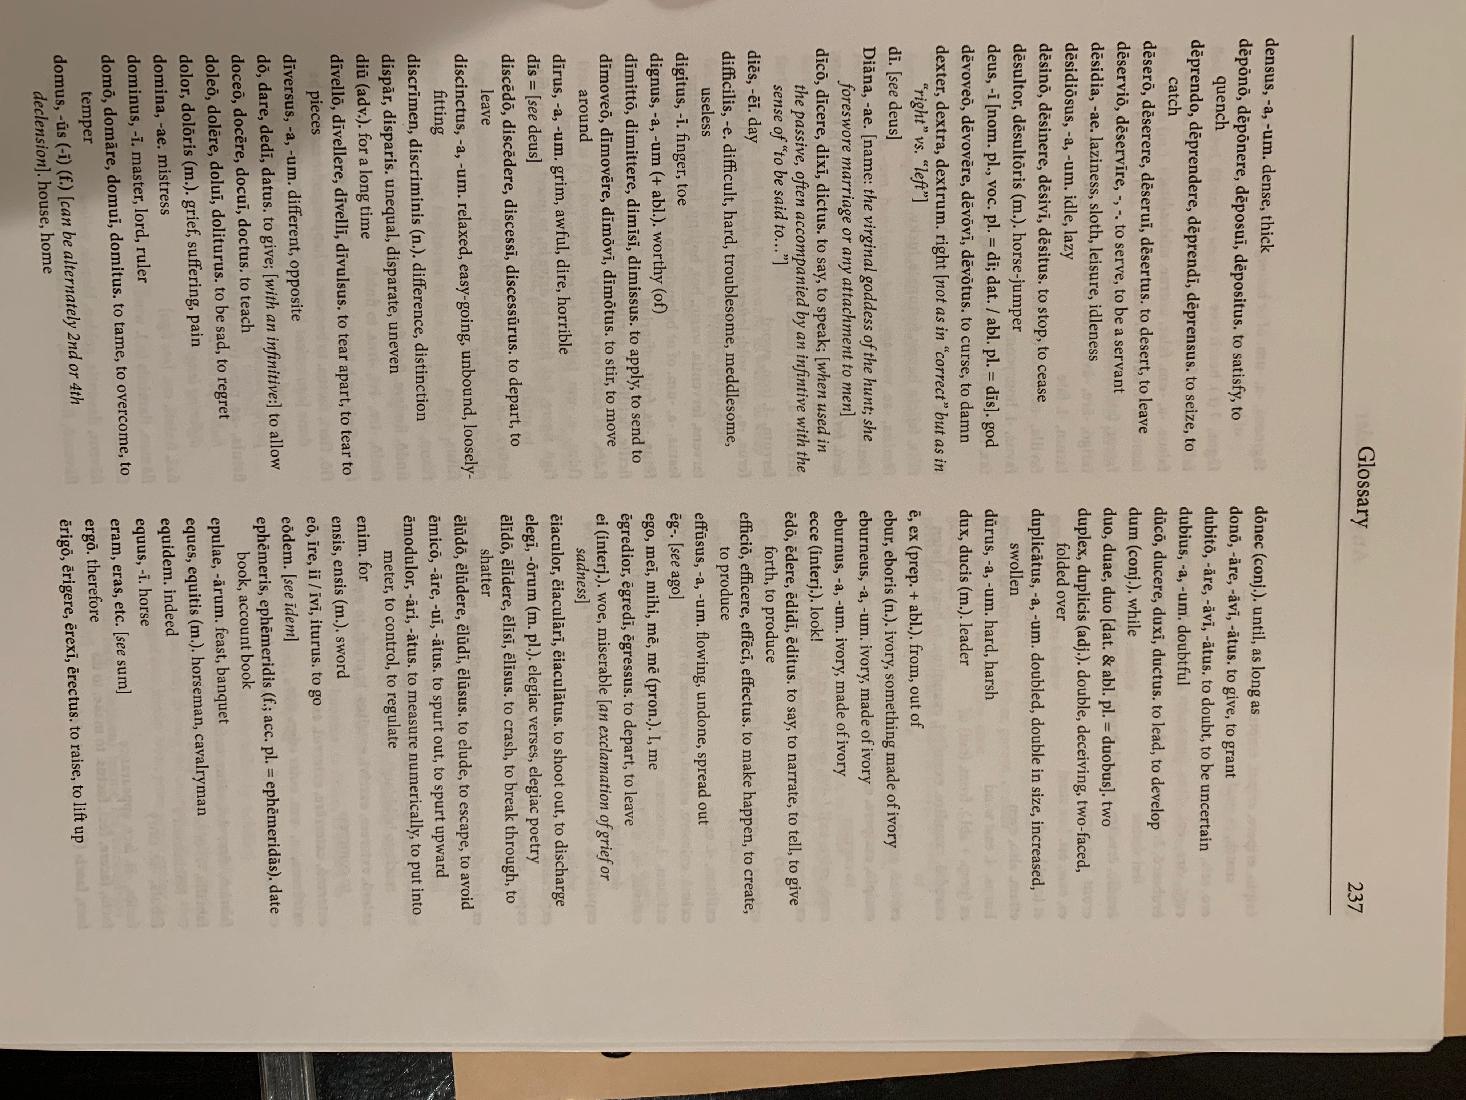 Glossary 237
densus, -a, -um. dense, thick
dēpōnō, dēpōnere, dēposuī, dēpositus. to satisfy, to
quench
dēprendo, dēprendere, dēprendī, dēprensus. to seize, to
catch
dēserō, dēserere, dēseruī, dēsertus. to desert, to leave
dēserviō, dēservīre, -, -. to serve, to be a servant
dēsidia, -ae. laziness, sloth, leisure, idleness
dēsidiōsus, -a, -um. idle, lazy
dēsinō, dēsinere, dēsivī, dēsitus. to stop, to cease
dēsultor, dēsultōris (m.). horse-jumper
deus, -ī [nom. pl., voc. pl. = dī; dat. / abl. pl. = dīs]. god
dēvoveō, dēvovēre, dēvōvī, dēvōtus. to curse, to damn
dexter, dextra, dextrum. right [not as in “correct” but as in
“right” vs. “left”]
dī. [see deus]
Diāna, -ae. [name: the virginal goddess of the hunt; she
foreswore marriage or any attachment to men]
dīcō, dīcere, dixī, dictus. to say, to speak; [when used in
the passive, often accompanied by an infintive with the
sense of “to be said to…”]
diēs, -ēī. day
difficilis, -e. difficult, hard, troublesome, meddlesome,
useless
digitus, -ī. finger, toe
dignus, -a, -um (+ abl.). worthy (of)
dīmittō, dimittere, dimīsī, dimissus. to apply, to send to
dīmoveō, dīmovēre, dīmōvī, dīmōtus. to stir, to move
around
dīrus, -a, -um. grim, awful, dire, horrible
dīs = [see deus]
discēdō, discēdere, discessī, discessūrus. to depart, to
leave
discinctus, -a, -um. relaxed, easy-going, unbound, loosely-
fitting
discrīmen, discriminis (n.). difference, distinction
dispār, disparis. unequal, disparate, uneven
diū (adv.). for a long time
dīvellō, dīvellere, dīvellī, dīvulsus. to tear apart, to tear to
pieces
dīversus, -a, -um. different, opposite
dō, dare, dedī, datus. to give; [with an infinitive:] to allow
doceō, docēre, docuī, doctus. to teach
doleō, dolēre, doluī, doliturus. to be sad, to regret
dolor, dolōris (m.). grief, suffering, pain
domina, -ae. mistress
dominus, -ī. master, lord, ruler
domō, domāre, domuī, domitus. to tame, to overcome, to
temper
domus, -ūs (-ī) (f.) [can be alternately 2nd or 4th
declension]. house, home
dōnec (conj.). until, as long as
donō, -āre, -āvī, -ātus. to give, to grant
dubitō, -āre, -āvī, -ātus. to doubt, to be uncertain
dubius, -a, -um. doubtful
dūcō, ducere, duxī, ductus. to lead, to develop
dum (conj.). while
duo, duae, duo [dat. & abl. pl. = duobus]. two
duplex, duplicis (adj.). double, deceiving, two-faced,
folded over
duplicātus, -a, -um. doubled, double in size, increased,
swollen
dūrus, -a, -um. hard, harsh
dux, ducis (m.). leader
ē, ex (prep. + abl.). from, out of
ebur, eboris (n.). ivory, something made of ivory
eburneus, -a, -um. ivory, made of ivory
eburnus, -a, -um. ivory, made of ivory
ecce (interj.). look!
ēdō, ēdere, ēdidī, ēditus. to say, to narrate, to tell, to give
forth, to produce
efficiō, efficere, effēcī, effectus. to make happen, to create,
to produce
effūsus, -a, -um. flowing, undone, spread out
ēg-. [see ago]
ego, meī, mihi, mē, mē (pron.). I, me
ēgredior, ēgredī, ēgressus. to depart, to leave
ei (interj.). woe, miserable [an exclamation of grief or
sadness]
ēiaculor, ēiaculārī, ēiaculātus. to shoot out, to discharge
elegī, -ōrum (m. pl.). elegiac verses, elegiac poetry
ēlīdō, ēlīdere, ēlīsī, ēlīsus. to crash, to break through, to
shatter
ēlūdō, ēlūdere, ēlūdī, ēlūsus. to elude, to escape, to avoid
ēmicō, -āre, -uī, -ātus. to spurt out, to spurt upward
ēmodulor, -āri, -ātus. to measure numerically, to put into
meter, to control, to regulate
enim. for
ensis, ensis (m.). sword
eō, īre, iī / īvī, iturus. to go
eōdem. [see īdem]
ephēmeris, ephēmeridis (f.; acc. pl. = ephēmeridās). date
book, account book
epulae, -ārum. feast, banquet
eques, equitis (m.). horseman, cavalryman
equidem. indeed
equus, -ī. horse
eram, eras, etc. [see sum]
ergō. therefore
ērigō, ērigere, ērexī, ērectus. to raise, to lift up